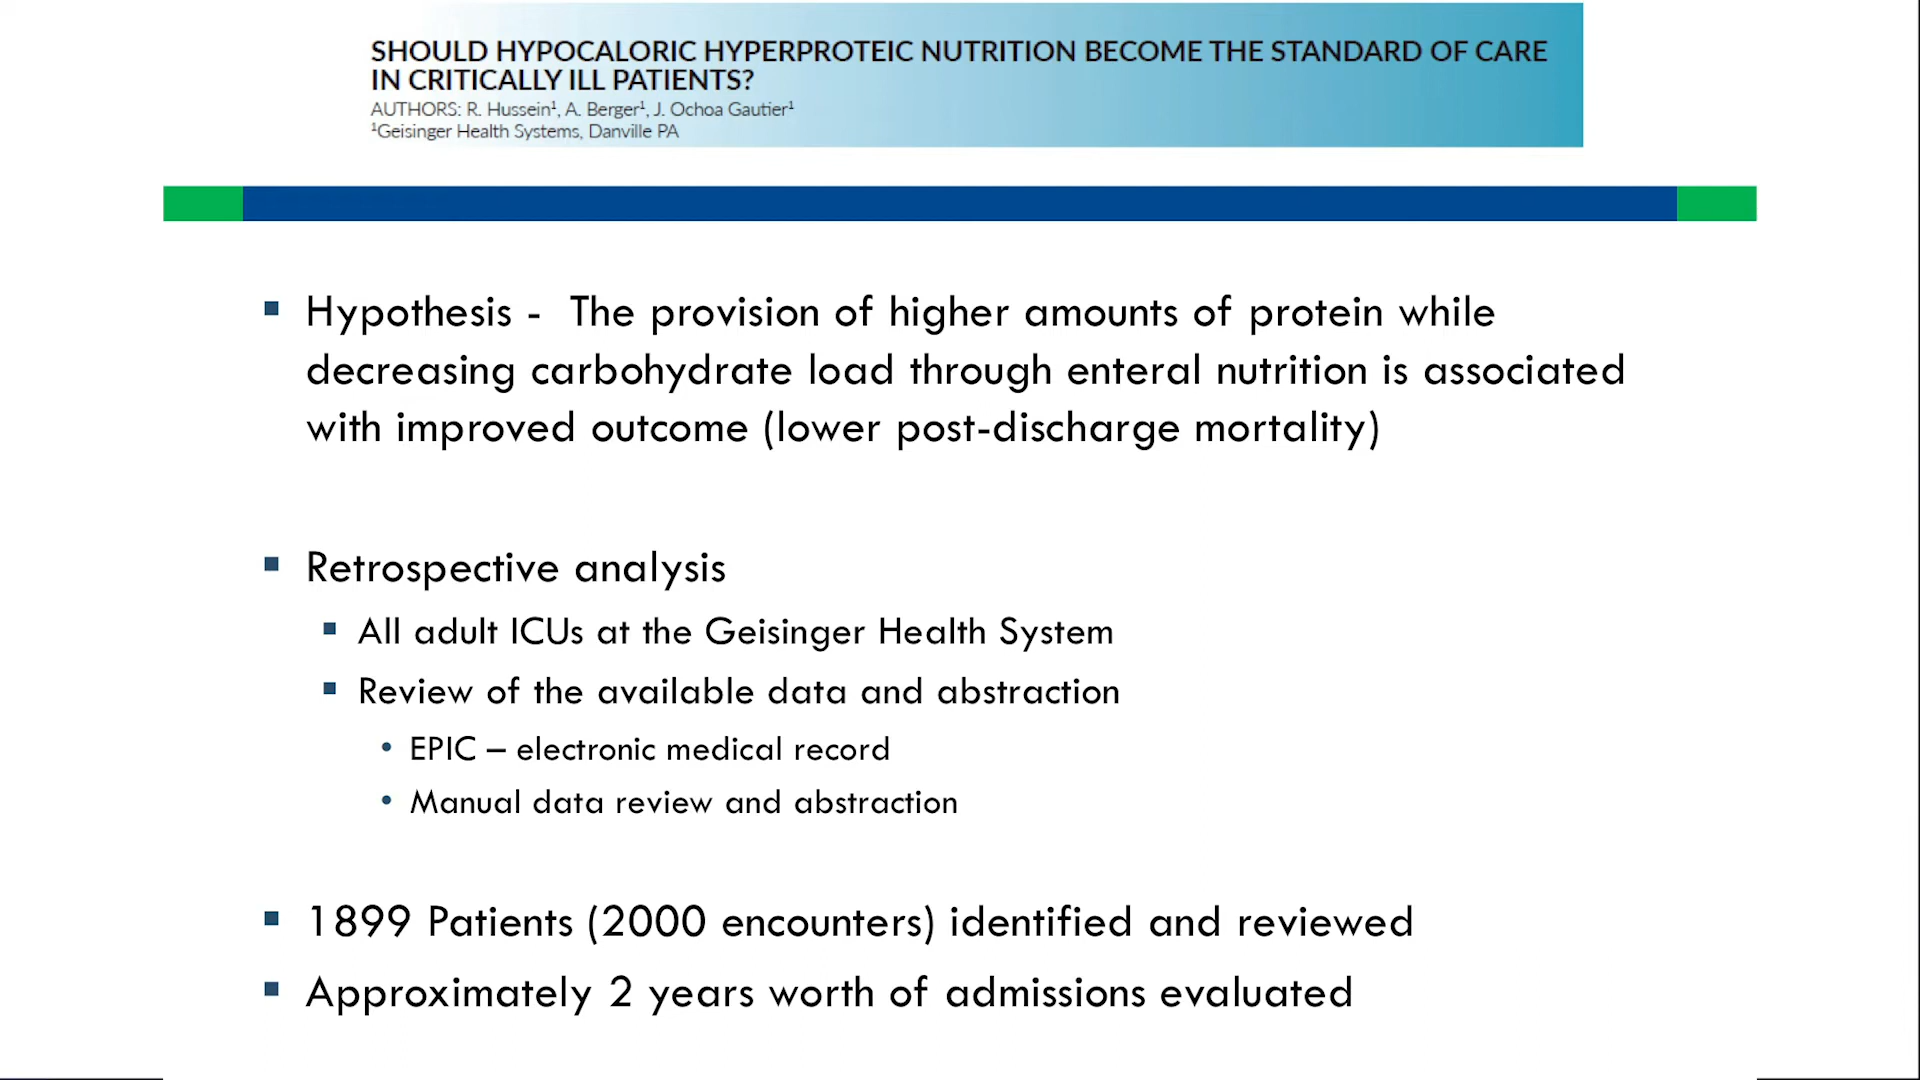 SHOULD HYPOCALORIC HYPERPROTEIC NUTRITION BECOME THE STANDARD OF CARE
IN CRITICALLY ILL PATIENTS?
AUTHORS: R. Hussein¹, A. Berger¹, J. Ochoa Gautier¹
¹Geisinger Health Systems, Danville PA
▪ Hypothesis - The provision of higher amounts of protein while
decreasing carbohydrate load through enteral nutrition is associated
with improved outcome (lower post-discharge mortality)
▪ Retrospective analysis
▪ All adult ICUs at the Geisinger Health System
▪ Review of the available data and abstraction
• EPIC – electronic medical record
• Manual data review and abstraction
▪ 1899 Patients (2000 encounters) identified and reviewed
▪ Approximately 2 years worth of admissions evaluated